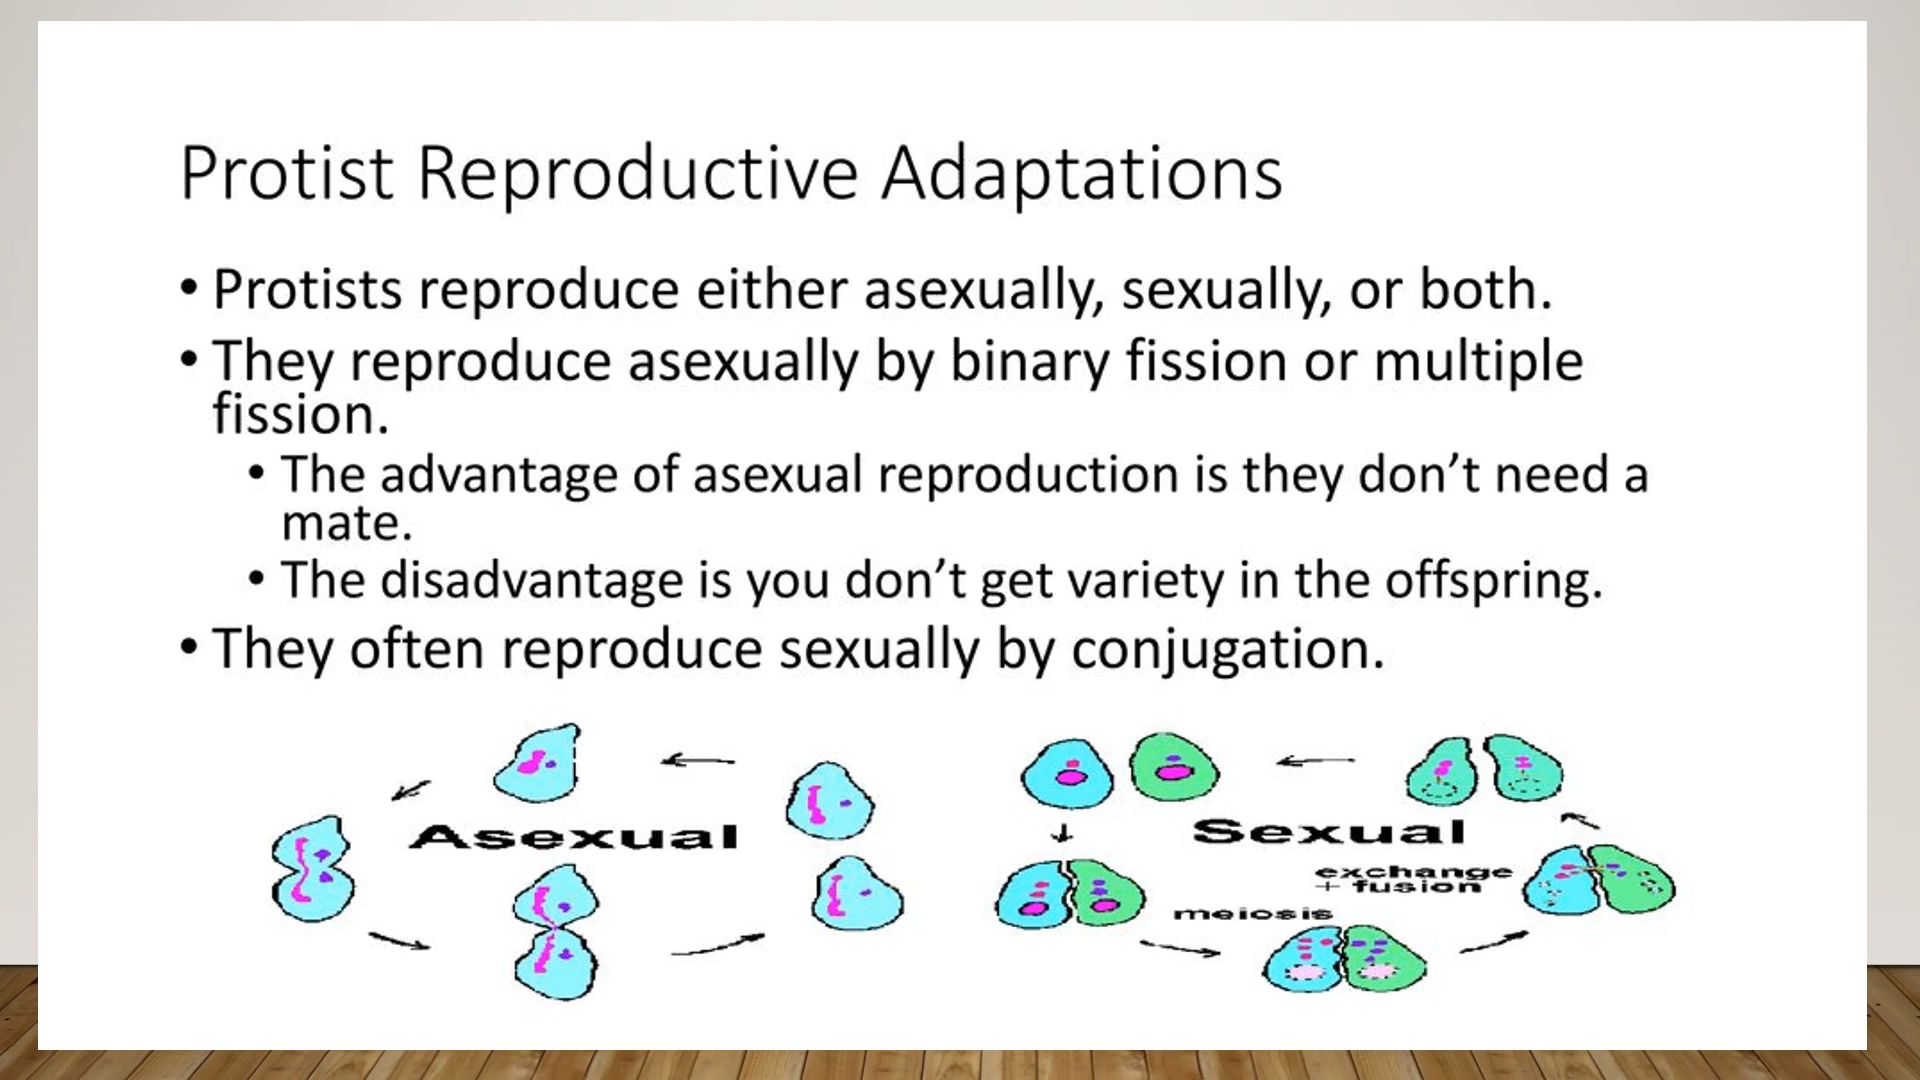 Protist Reproductive Adaptations
• Protists reproduce either asexually, sexually, or both.
• They reproduce asexually by binary fission or multiple
fission.
• The advantage of asexual reproduction is they don’t need a
mate.
• The disadvantage is you don’t get variety in the offspring.
• They often reproduce sexually by conjugation.
Asexual
Sexual
exchange
+ fusion
meiosis